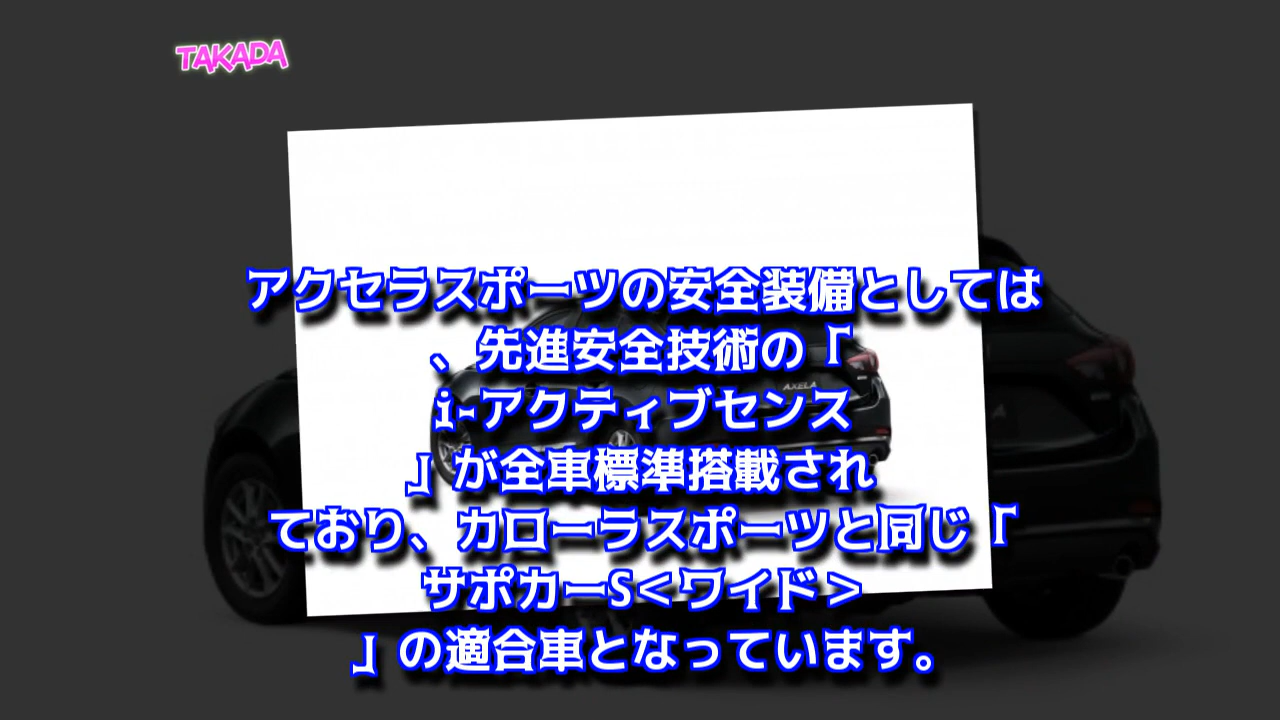 TAKADA
アクセラスポーツの安全装備としては
、先進安全技術の「
i-アクティブセンス
」が全車標準搭載され
ており、カローラスポーツと同じ「
サポカーS＜ワイド＞
」の適合車となっています。
AXELA